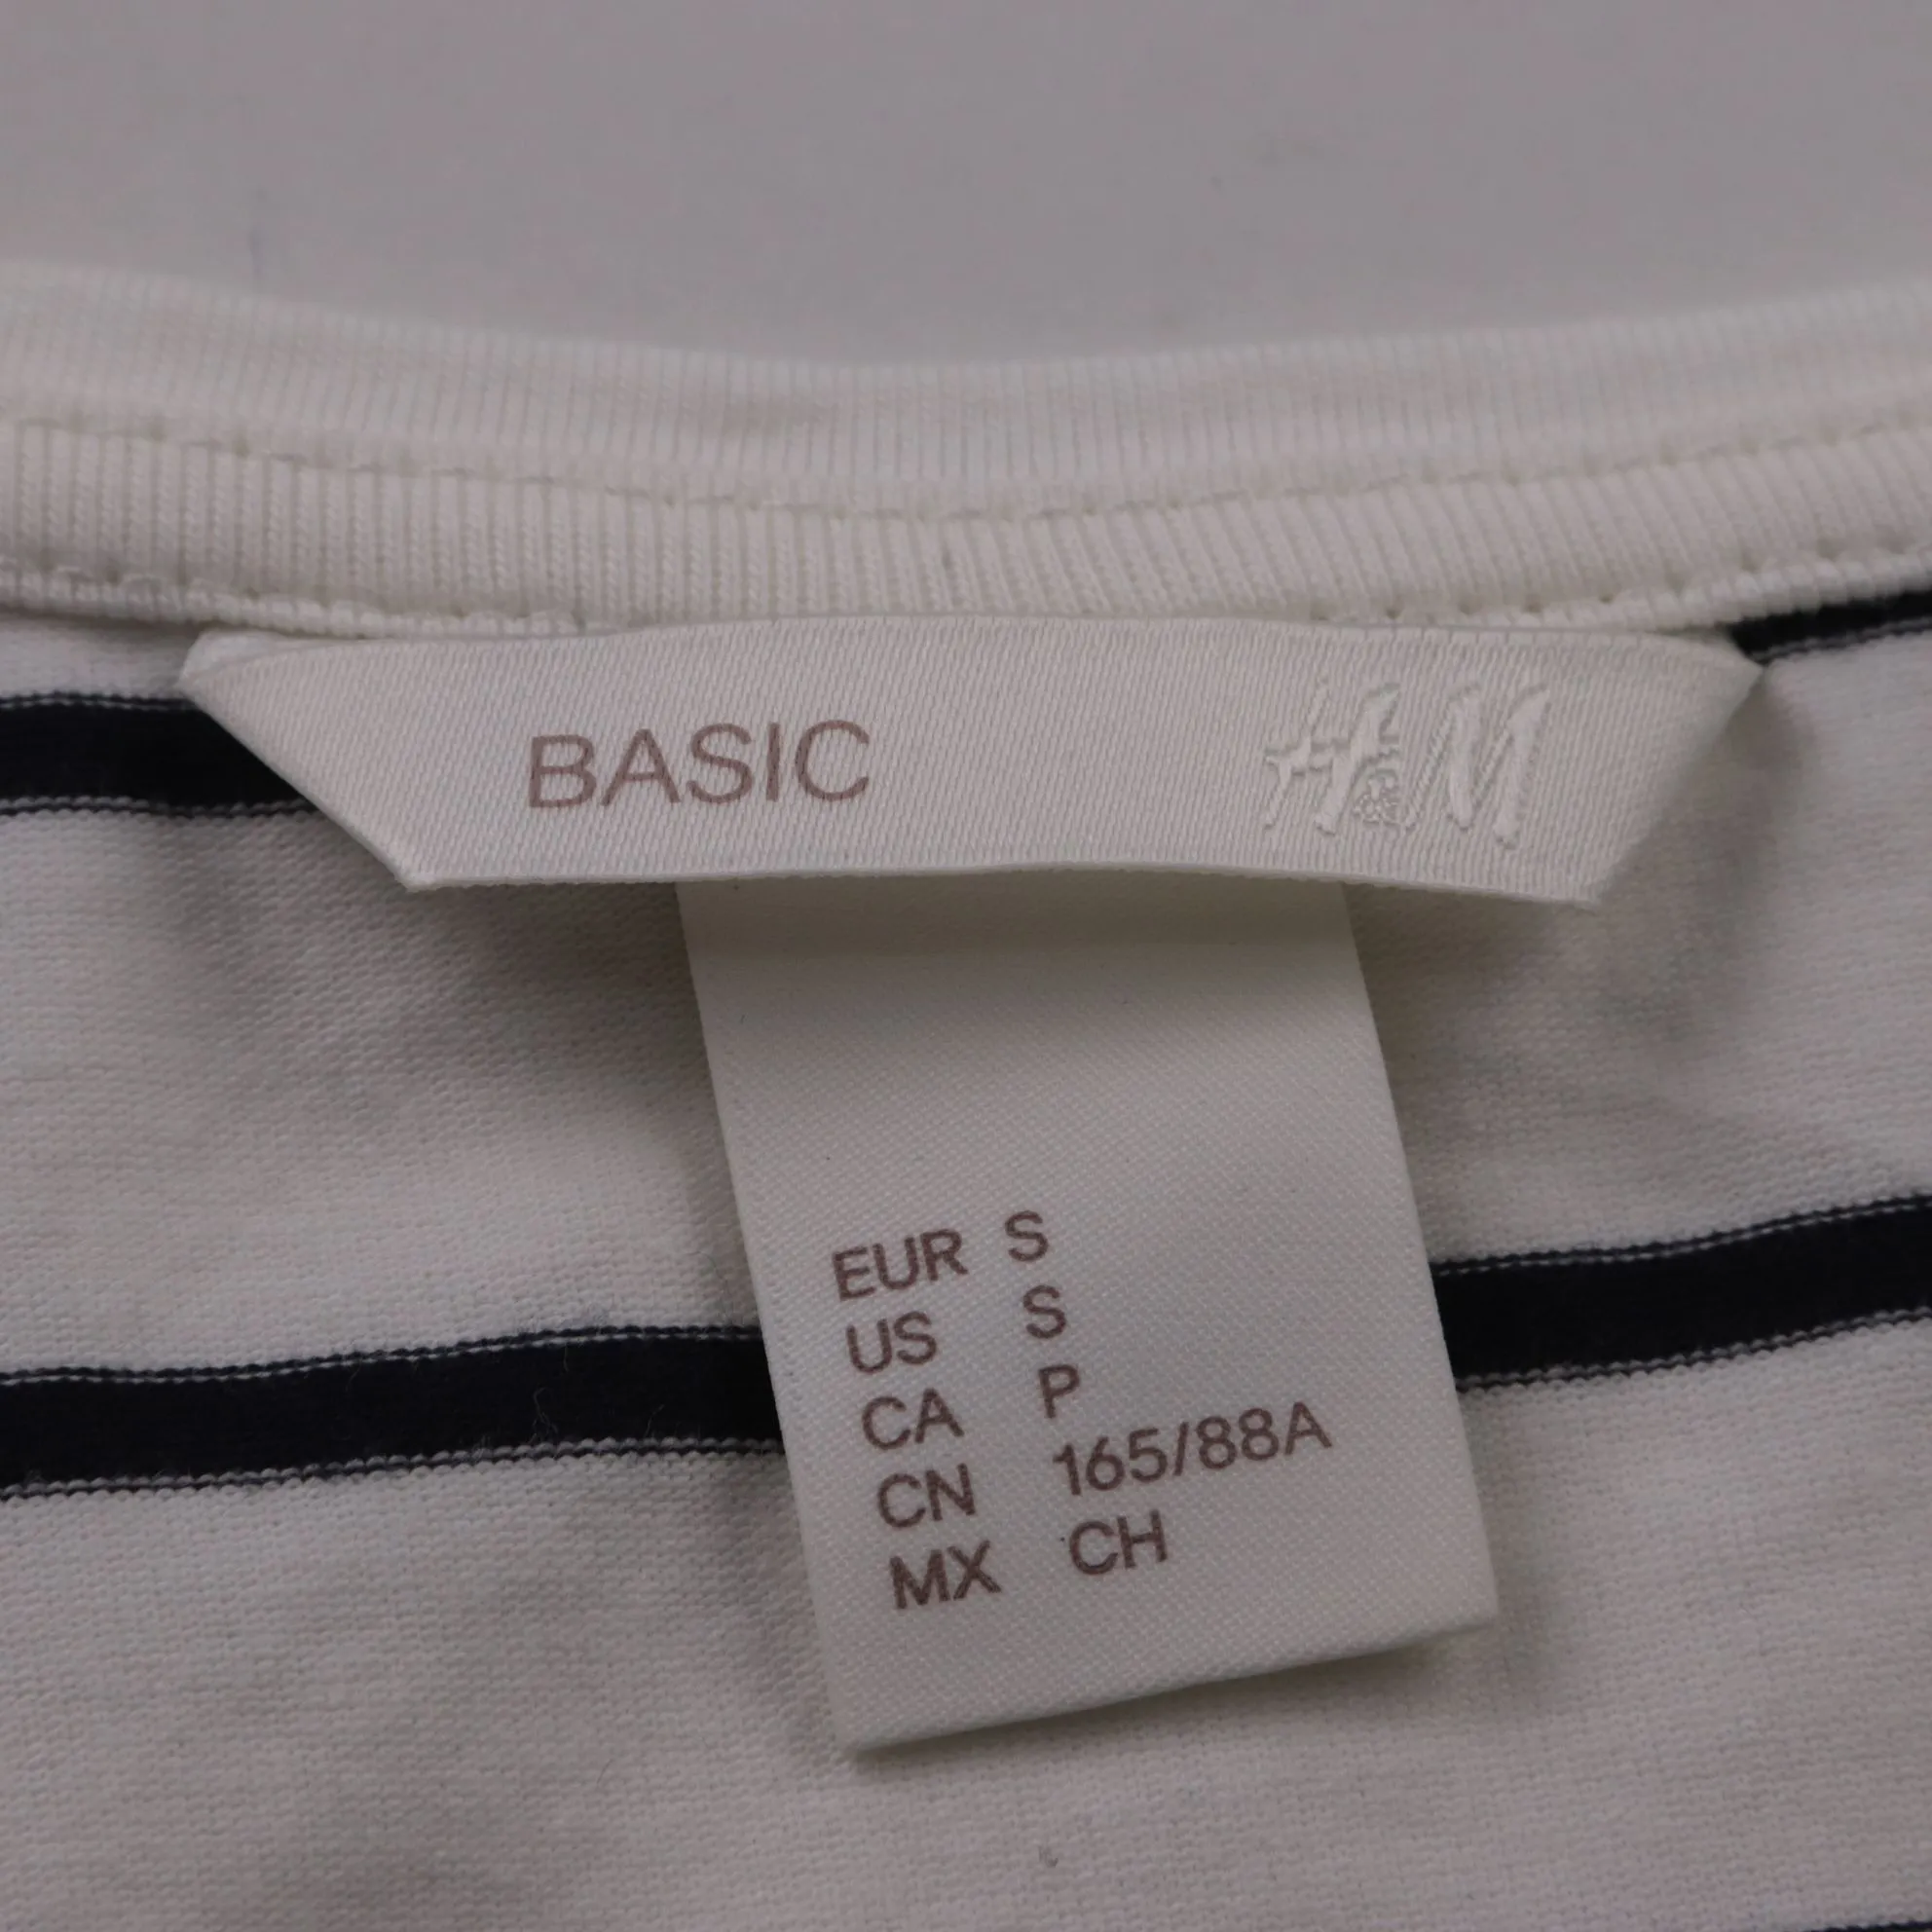 BASIC H&M
EUR S
US S
CA P
CN 165/88A
MX CH